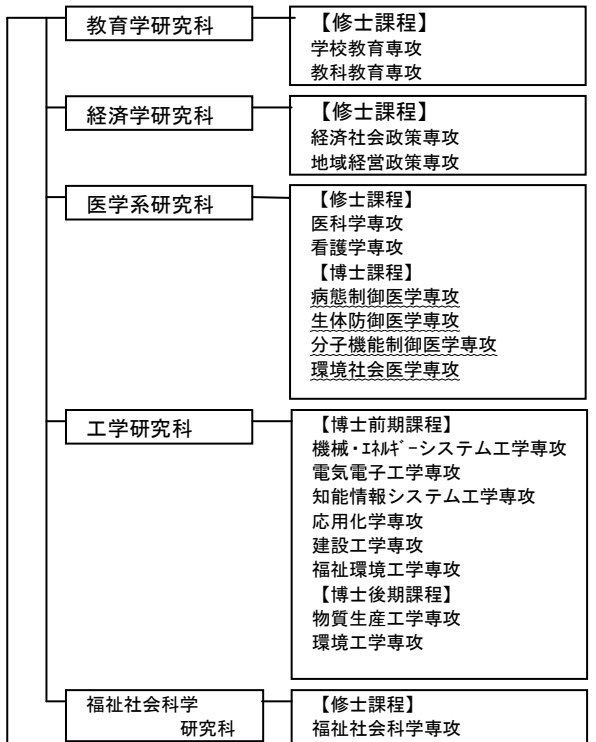 教育学研究科
【修士課程】
学校教育専攻
教科教育専攻
経済学研究科
【修士課程】
経済社会政策専攻
地域経営政策専攻
医学系研究科
【修士課程】
医科学専攻
看護学専攻
【博士課程】
病態制御医学専攻
生体防御医学専攻
分子機能制御医学専攻
環境社会医学専攻
工学研究科
【博士前期課程】
機械・ｴﾈﾙｷﾞｰシステム工学専攻
電気電子工学専攻
知能情報システム工学専攻
応用化学専攻
建設工学専攻
福祉環境工学専攻
【博士後期課程】
物質生産工学専攻
環境工学専攻
福祉社会科学
研究科
【修士課程】
福祉社会科学専攻